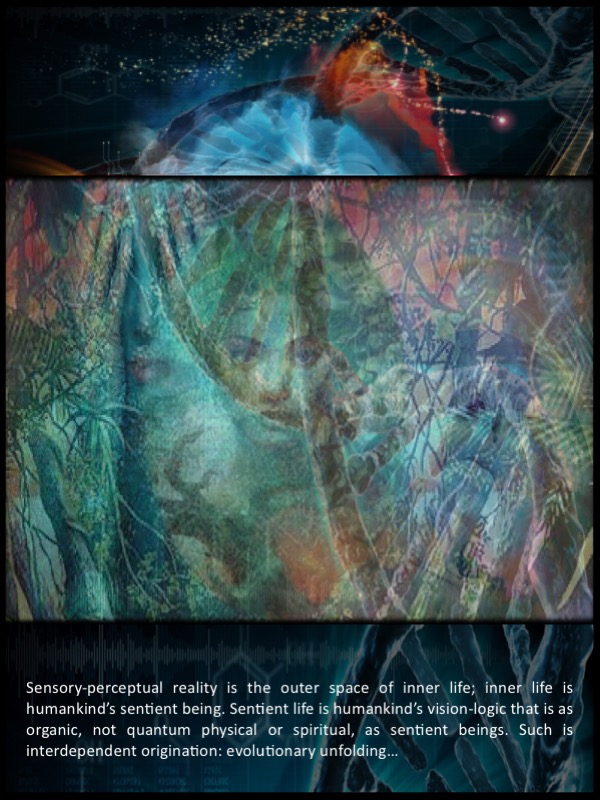 OH
Sensory-perceptual reality is the outer space of inner life; inner life is
humankind's sentient being. Sentient life is humankind's vision-logic that is as
organic, not quantum physical or spiritual, as sentient beings. Such is
interdependent origination: evolutionary unfolding...